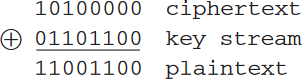 10100000 ciphertext
⊕ 01101100 key stream
11001100 plaintext